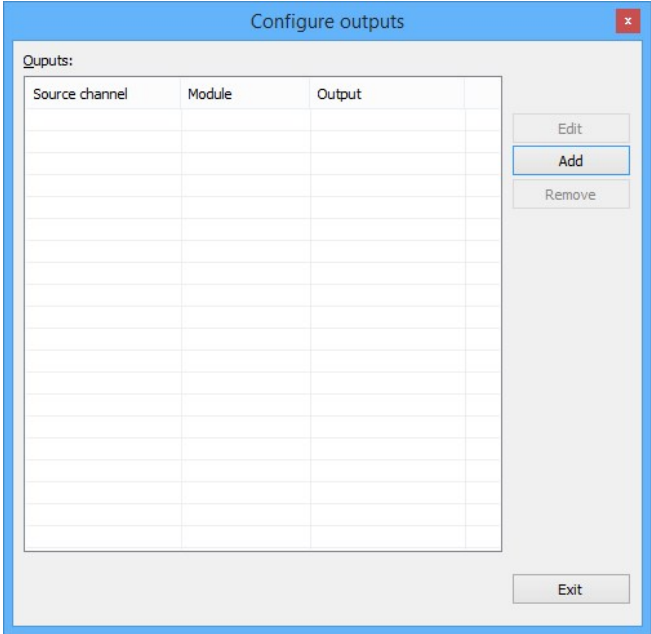 Configure outputs
x
Ouputs:
Source channel Module Output
Edit
Add
Remove
Exit